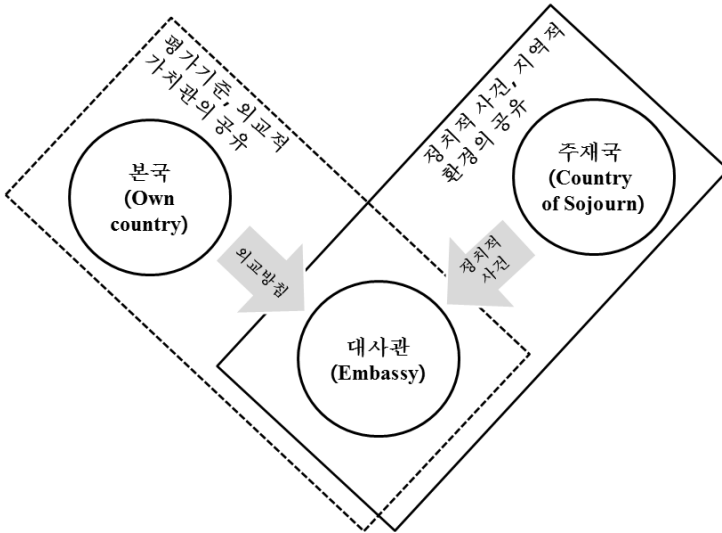 평가기준, 외교적
가치관의 공유
정치적 사건, 지역적
환경의 공유
본국
(Own
country)
주재국
(Country
of Sojourn)
외교방침
정치적
사건
대사관
(Embassy)